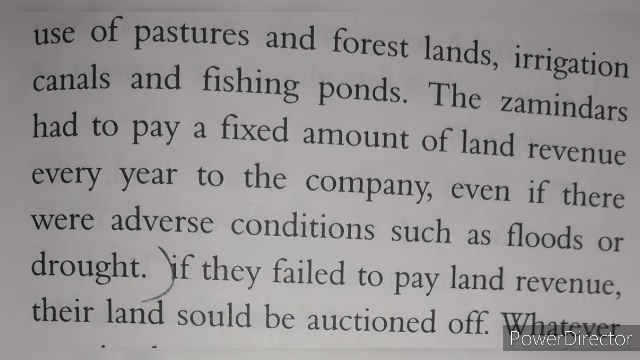 use of pastures and forest lands, irrigation
canals and fishing ponds. The zamindars
had to pay a fixed amount of land revenue
every year to the company, even if there
were adverse conditions such as floods or
drought. if they failed to pay land revenue,
their land sould be auctioned off. Whatever
PowerDirector